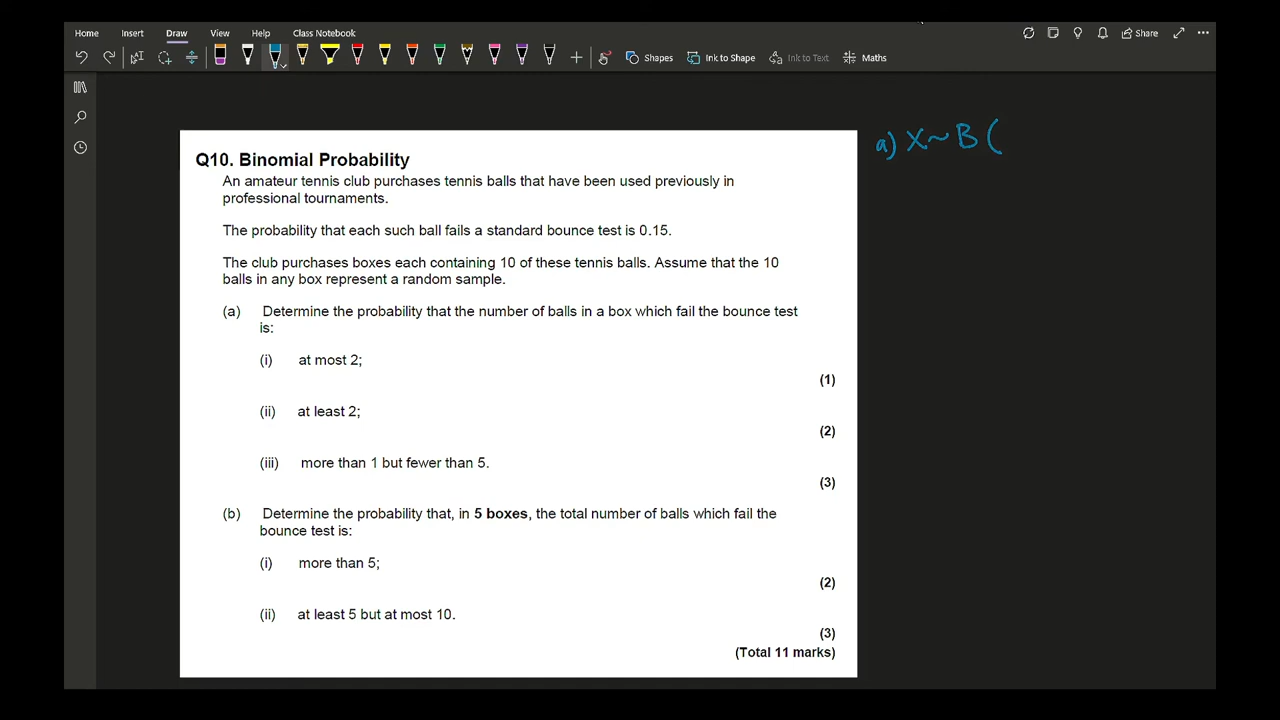 Home Insert Draw View Help Class Notebook Share
Shapes Ink to Shape Ink to Text Maths
a) X~B (
Q10. Binomial Probability
An amateur tennis club purchases tennis balls that have been used previously in
professional tournaments.
The probability that each such ball fails a standard bounce test is 0.15.
The club purchases boxes each containing 10 of these tennis balls. Assume that the 10
balls in any box represent a random sample.
(a) Determine the probability that the number of balls in a box which fail the bounce test
is:
(i) at most 2;
(1)
(ii) at least 2;
(2)
(iii) more than 1 but fewer than 5.
(3)
(b) Determine the probability that, in 5 boxes, the total number of balls which fail the
bounce test is:
(i) more than 5;
(2)
(ii) at least 5 but at most 10.
(3)
(Total 11 marks)